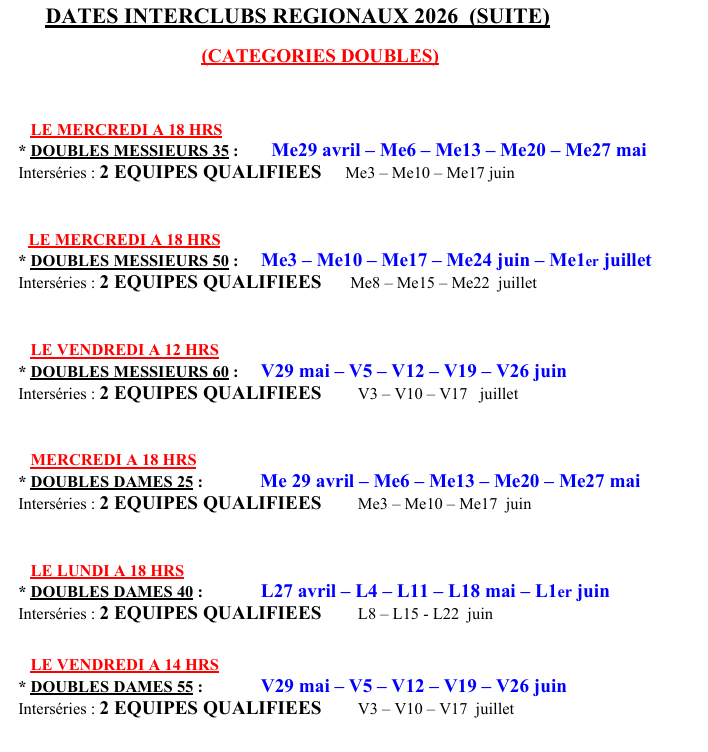 DATES INTERCLUBS REGIONAUX 2026 (SUITE)
(CATEGORIES DOUBLES)
LE MERCREDI A 18 HRS
* DOUBLES MESSIEURS 35 : Me29 avril – Me6 – Me13 – Me20 – Me27 mai
Interséries : 2 EQUIPES QUALIFIEES Me3 – Me10 – Me17 juin
LE MERCREDI A 18 HRS
* DOUBLES MESSIEURS 50 : Me3 – Me10 – Me17 – Me24 juin – Me1er juillet
Interséries : 2 EQUIPES QUALIFIEES Me8 – Me15 – Me22 juillet
LE VENDREDI A 12 HRS
* DOUBLES MESSIEURS 60 : V29 mai – V5 – V12 – V19 – V26 juin
Interséries : 2 EQUIPES QUALIFIEES V3 – V10 – V17 juillet
MERCREDI A 18 HRS
* DOUBLES DAMES 25 : Me 29 avril – Me6 – Me13 – Me20 – Me27 mai
Interséries : 2 EQUIPES QUALIFIEES Me3 – Me10 – Me17 juin
LE LUNDI A 18 HRS
* DOUBLES DAMES 40 : L27 avril – L4 – L11 – L18 mai – L1er juin
Interséries : 2 EQUIPES QUALIFIEES L8 – L15 - L22 juin
LE VENDREDI A 14 HRS
* DOUBLES DAMES 55 : V29 mai – V5 – V12 – V19 – V26 juin
Interséries : 2 EQUIPES QUALIFIEES V3 – V10 – V17 juillet